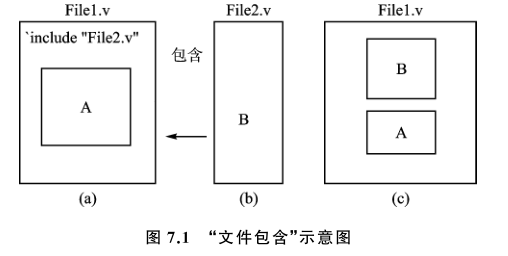 File1.v
File2.v
File1.v
`include "File2.v"
A
包含
B
B
A
(a)
(b)
(c)
图 7.1 “文件包含”示意图